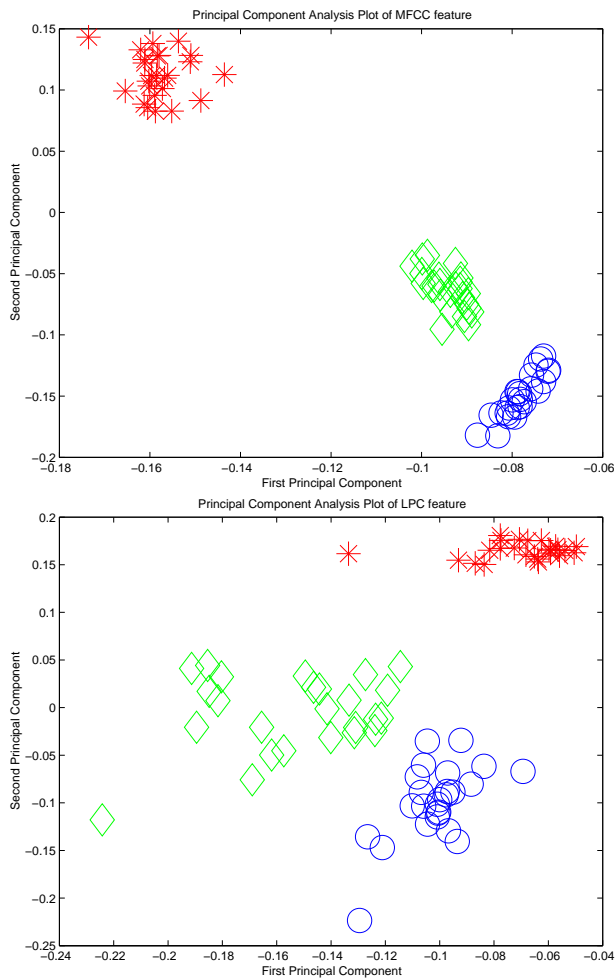 Principal Component Analysis Plot of MFCC feature
0.15
0.1
0.05
0
−0.05
−0.1
−0.15
−0.2
Second Principal Component
−0.18 −0.16 −0.14 −0.12 −0.1 −0.08 −0.06
First Principal Component
Principal Component Analysis Plot of LPC feature
0.2
0.15
0.1
0.05
0
−0.05
−0.1
−0.15
−0.2
−0.25
Second Principal Component
−0.24 −0.22 −0.2 −0.18 −0.16 −0.14 −0.12 −0.1 −0.08 −0.06 −0.04
First Principal Component